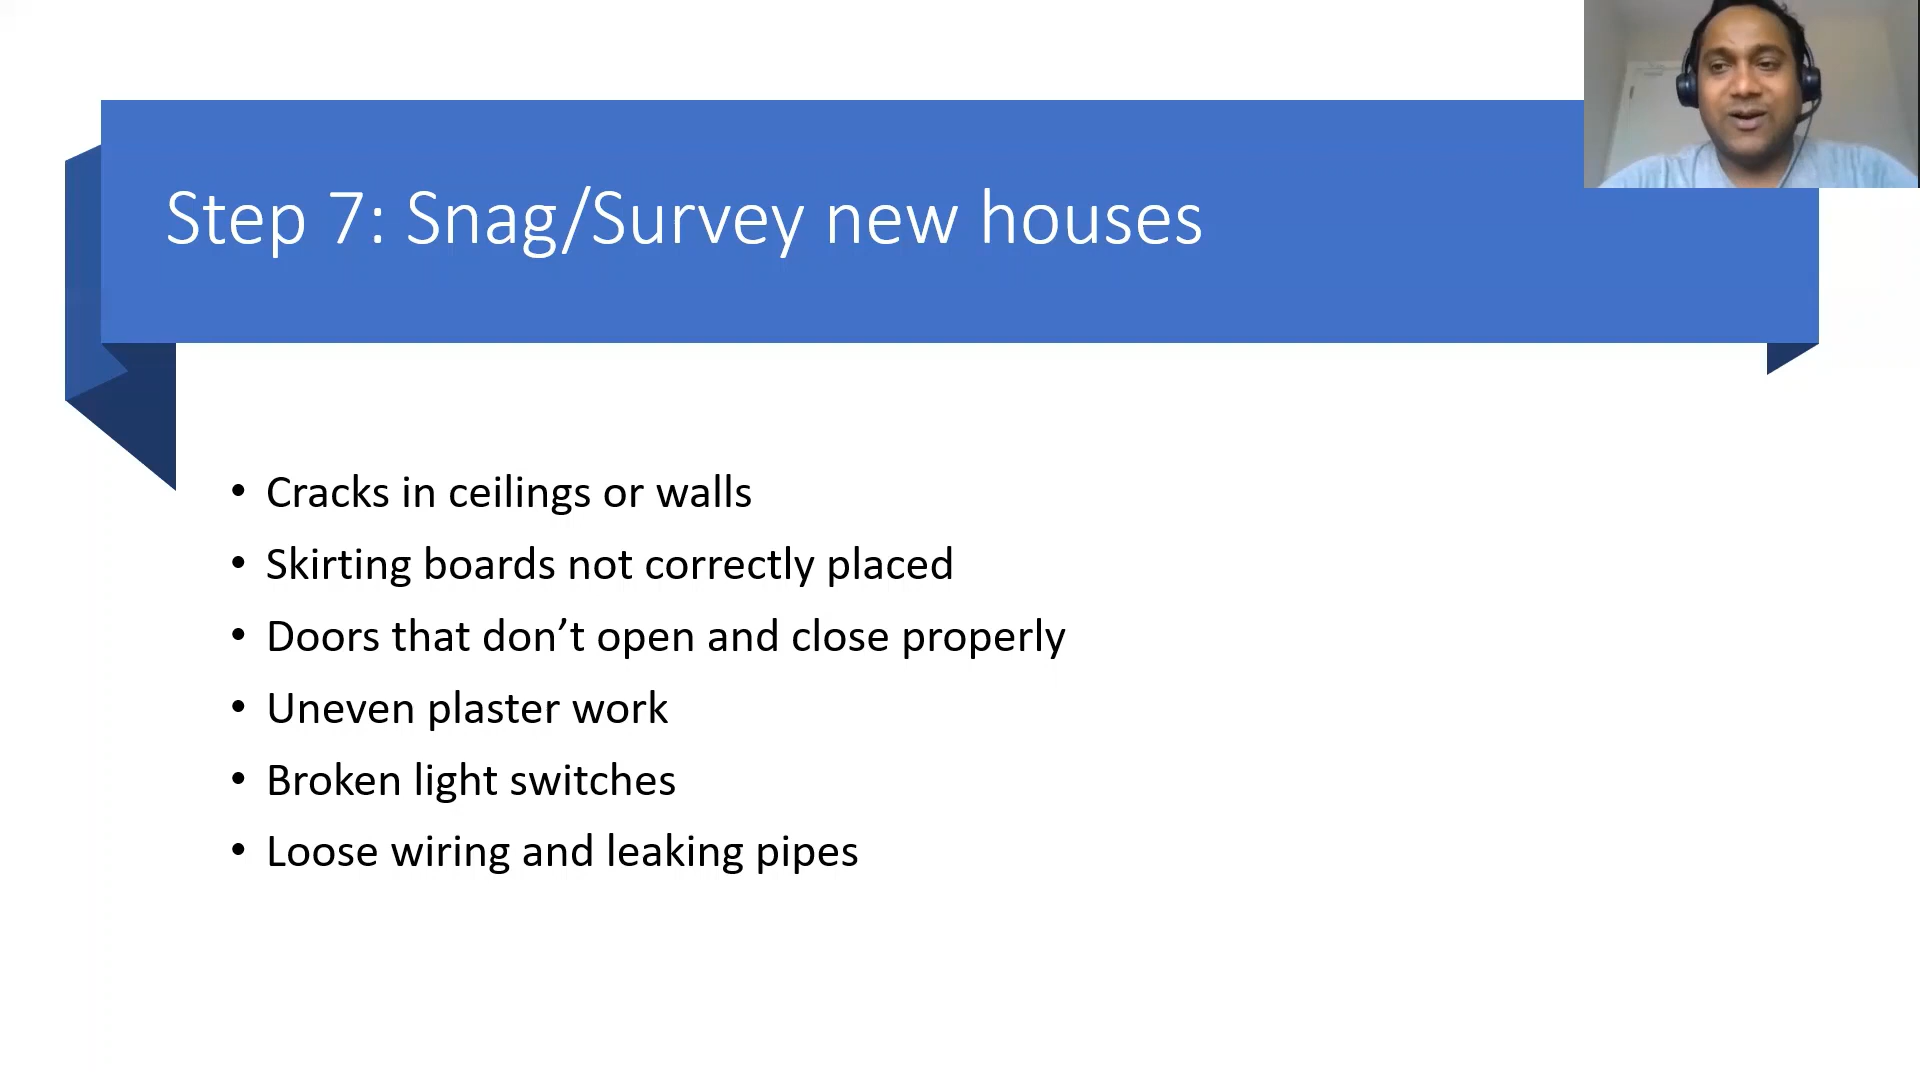 Step 7: Snag/Survey new houses
• Cracks in ceilings or walls
• Skirting boards not correctly placed
• Doors that don’t open and close properly
• Uneven plaster work
• Broken light switches
• Loose wiring and leaking pipes